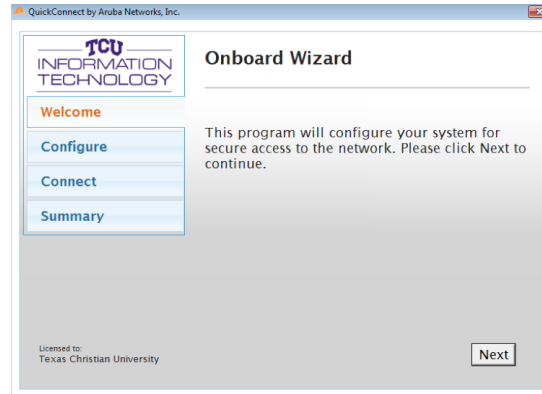 QuickConnect by Aruba Networks, Inc.
TCU
INFORMATION
TECHNOLOGY
Welcome
Configure
Connect
Summary
Onboard Wizard
This program will configure your system for
secure access to the network. Please click Next to
continue.
Licensed to:
Texas Christian University
Next